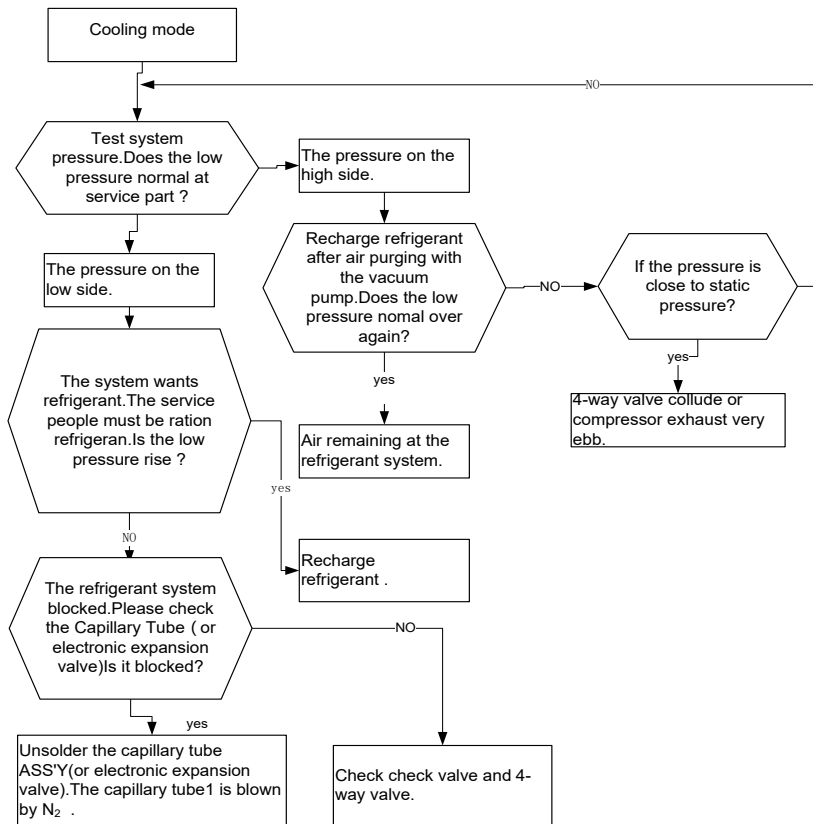 Cooling mode
NO
Test system
pressure.Does the low
pressure normal at
service part ?
The pressure on the
high side.
The pressure on the
low side.
Recharge refrigerant
after air purging with
the vacuum
pump.Does the low
pressure nomal over
again?
NO
If the pressure is
close to static
pressure?
yes
yes
4-way valve collude or
compressor exhaust very
ebb.
Air remaining at the
refrigerant system.
The system wants
refrigerant.The service
people must be ration
refrigeran.Is the low
pressure rise ?
yes
NO
Recharge
refrigerant .
The refrigerant system
blocked.Please check
the Capillary Tube ( or
electronic expansion
valve)Is it blocked?
NO
yes
Unsolder the capillary tube
ASS'Y(or electronic expansion
valve).The capillary tube1 is blown
by N₂ .
Check check valve and 4-
way valve.